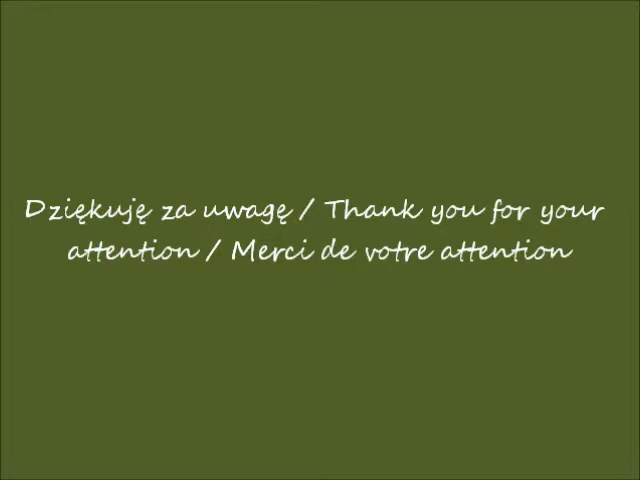 Dziękuję za uwagę / Thank you for your
attention / Merci de votre attention